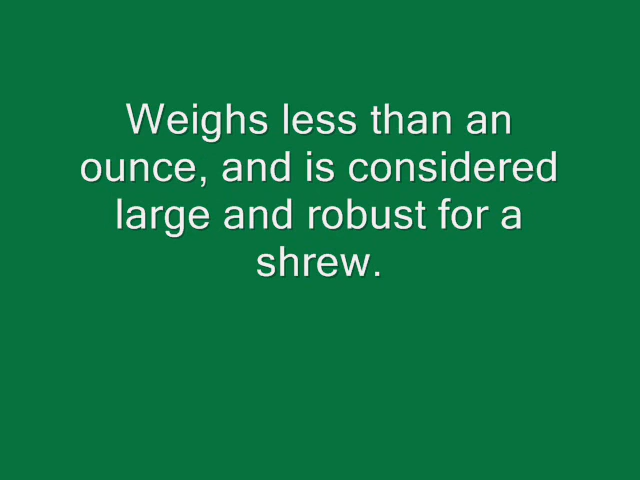 Weighs less than an
ounce, and is considered
large and robust for a
shrew.